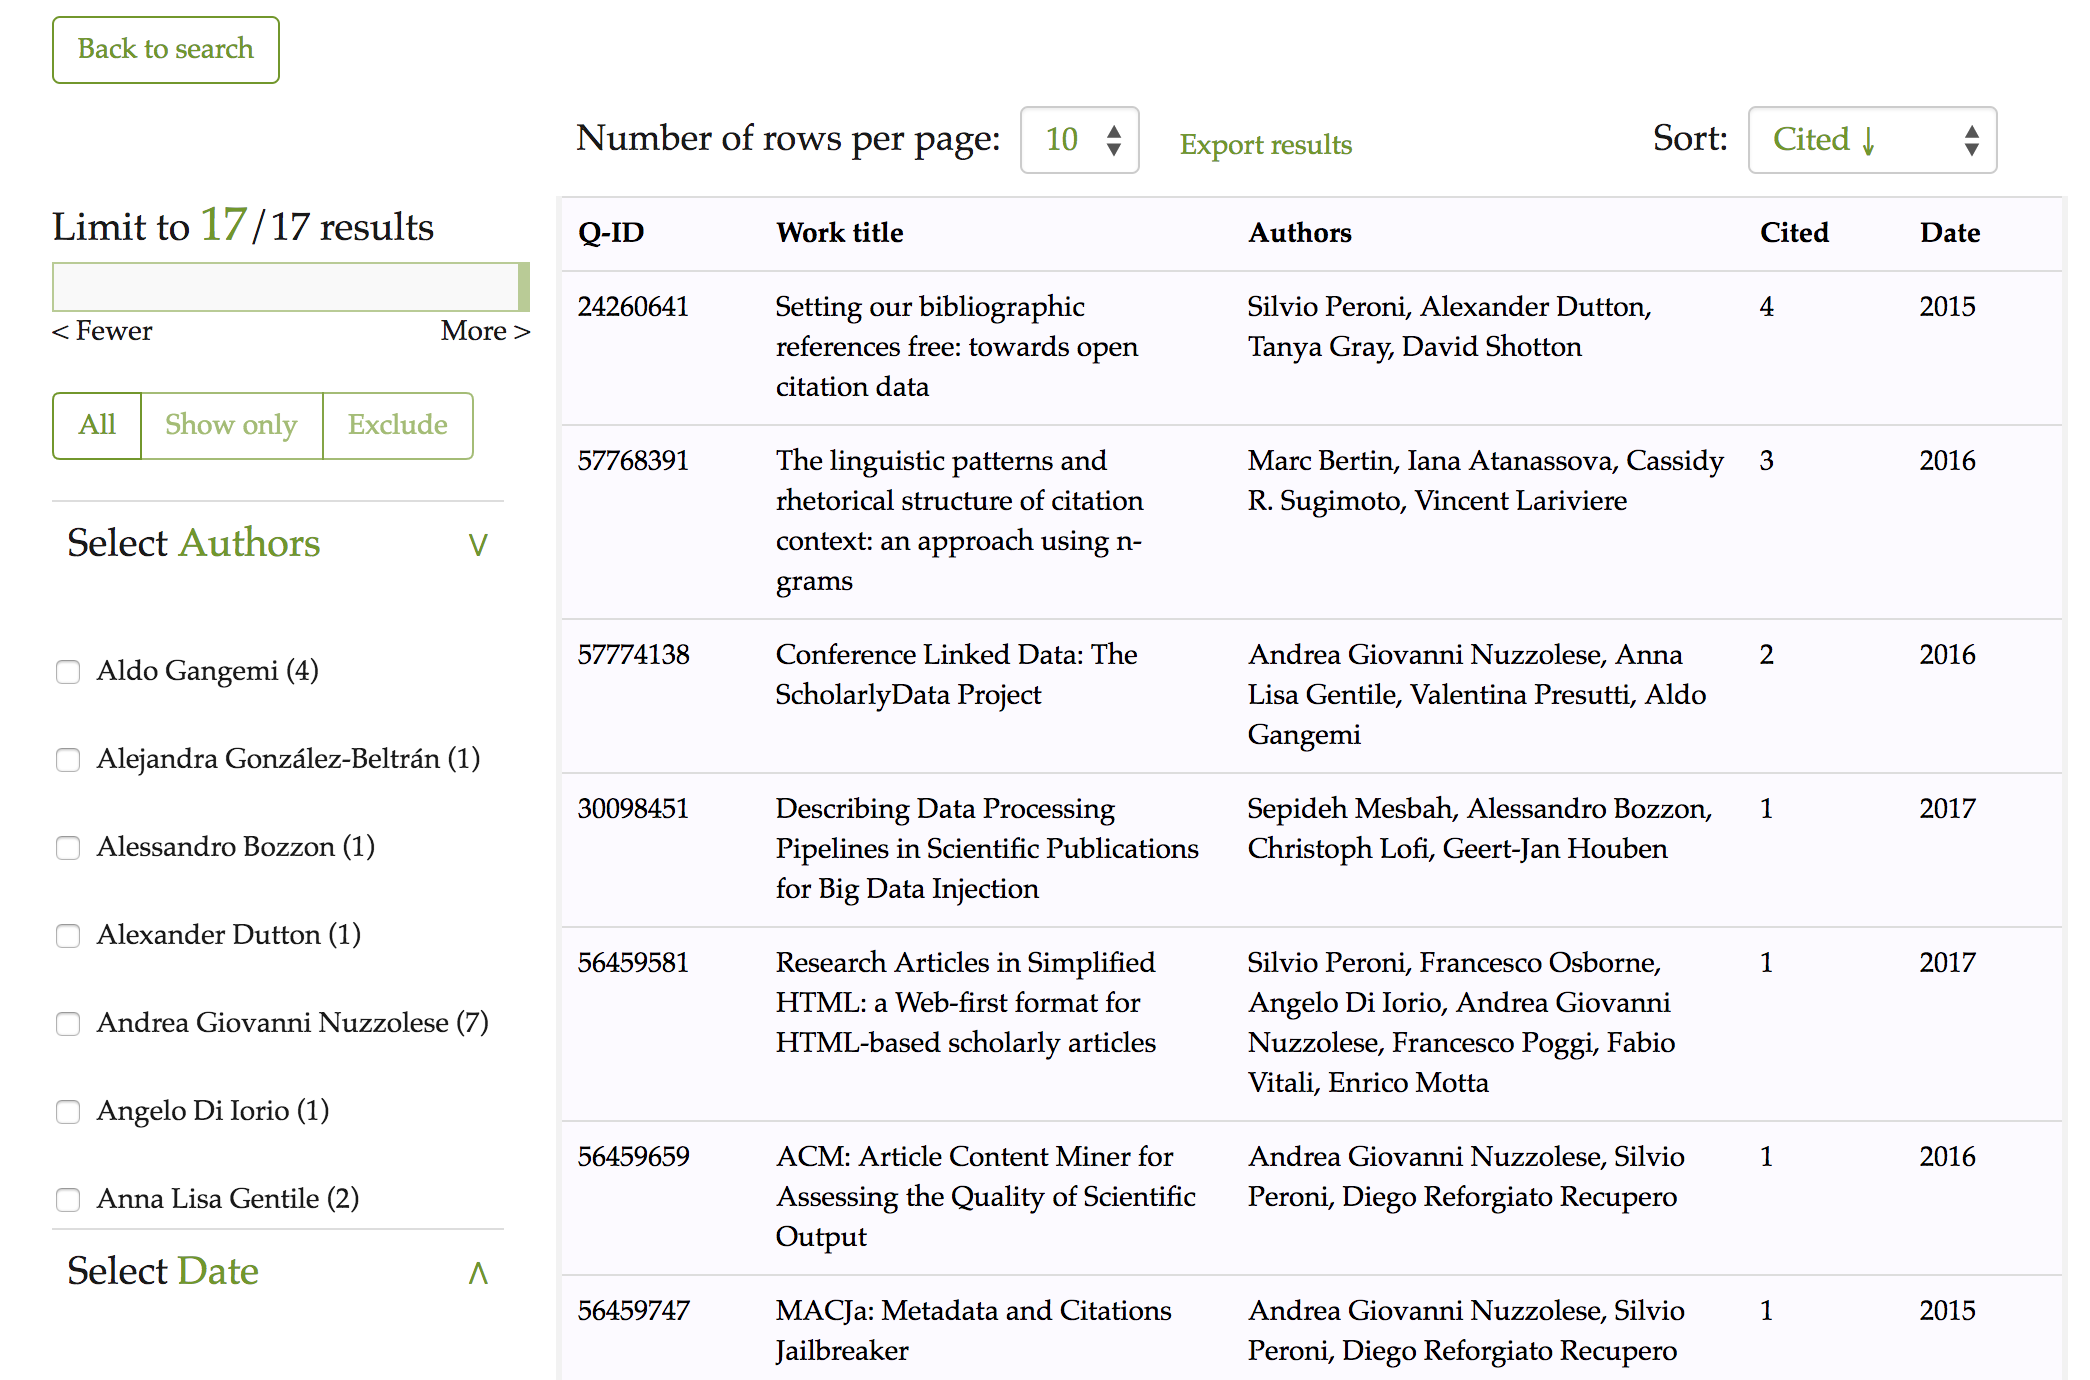 Back to search
Number of rows per page: 10 Export results Sort: Cited ↓
Limit to 17/17 results
< Fewer More >
All Show only Exclude
Select Authors V
Aldo Gangemi (4)
Alejandra González-Beltrán (1)
Alessandro Bozzon (1)
Alexander Dutton (1)
Andrea Giovanni Nuzzolese (7)
Angelo Di Iorio (1)
Anna Lisa Gentile (2)
Select Date Λ
Q-ID Work title Authors Cited Date
24260641 Setting our bibliographic Silvio Peroni, Alexander Dutton, 4 2015
references free: towards open Tanya Gray, David Shotton
citation data
57768391 The linguistic patterns and Marc Bertin, Iana Atanassova, Cassidy 3 2016
rhetorical structure of citation R. Sugimoto, Vincent Lariviere
context: an approach using n-
grams
57774138 Conference Linked Data: The Andrea Giovanni Nuzzolese, Anna 2 2016
ScholarlyData Project Lisa Gentile, Valentina Presutti, Aldo
Gangemi
30098451 Describing Data Processing Sepideh Mesbah, Alessandro Bozzon, 1 2017
Pipelines in Scientific Publications Christoph Lofi, Geert-Jan Houben
for Big Data Injection
56459581 Research Articles in Simplified Silvio Peroni, Francesco Osborne, 1 2017
HTML: a Web-first format for Angelo Di Iorio, Andrea Giovanni
HTML-based scholarly articles Nuzzolese, Francesco Poggi, Fabio
Vitali, Enrico Motta
56459659 ACM: Article Content Miner for Andrea Giovanni Nuzzolese, Silvio 1 2016
Assessing the Quality of Scientific Peroni, Diego Reforgiato Recupero
Output
56459747 MACJa: Metadata and Citations Andrea Giovanni Nuzzolese, Silvio 1 2015
Jailbreaker Peroni, Diego Reforgiato Recupero